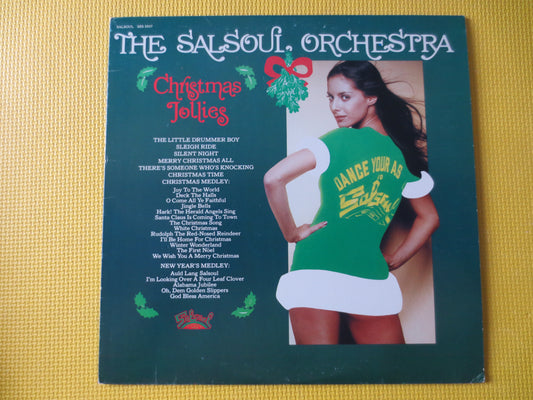 SALSOUL SZS 5507
THE SALSOUL ORCHESTRA
Christmas
Jollies
THE LITTLE DRUMMER BOY
SLEIGH RIDE
SILENT NIGHT
MERRY CHRISTMAS ALL
THERE'S SOMEONE WHO'S KNOCKING
CHRISTMAS TIME
CHRISTMAS MEDLEY:
Joy To The World
Deck The Halls
O Come All Ye Faithful
Jingle Bells
Hark! The Herald Angels Sing
Santa Claus Is Coming To Town
The Christmas Song
White Christmas
Rudolph The Red-Nosed Reindeer
I'll Be Home For Christmas
Winter Wonderland
The First Noel
We Wish You A Merry Christmas
NEW YEAR'S MEDLEY:
Auld Lang Salsoul
I'm Looking Over A Four Leaf Clover
Alabama Jubilee
Oh, Dem Golden Slippers
God Bless America
Salsoul
DANCE YOUR AS
Salsoul